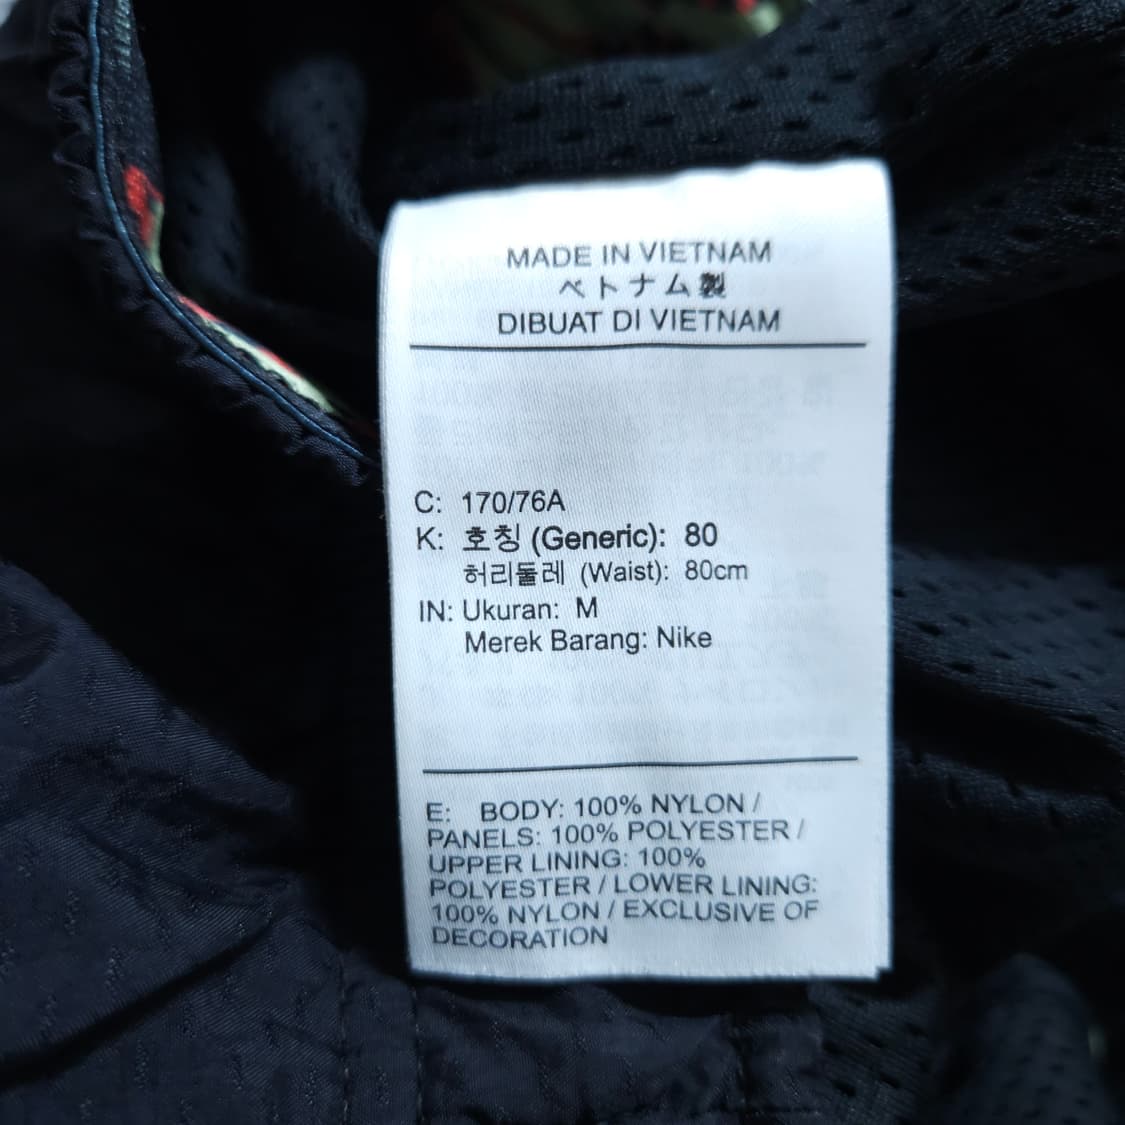 MADE IN VIETNAM
ベトナム製
DIBUAT DI VIETNAM
C: 170/76A
K: 호칭 (Generic): 80
허리둘레 (Waist): 80cm
IN: Ukuran: M
Merek Barang: Nike
E: BODY: 100% NYLON /
PANELS: 100% POLYESTER /
UPPER LINING: 100%
POLYESTER / LOWER LINING:
100% NYLON / EXCLUSIVE OF
DECORATION